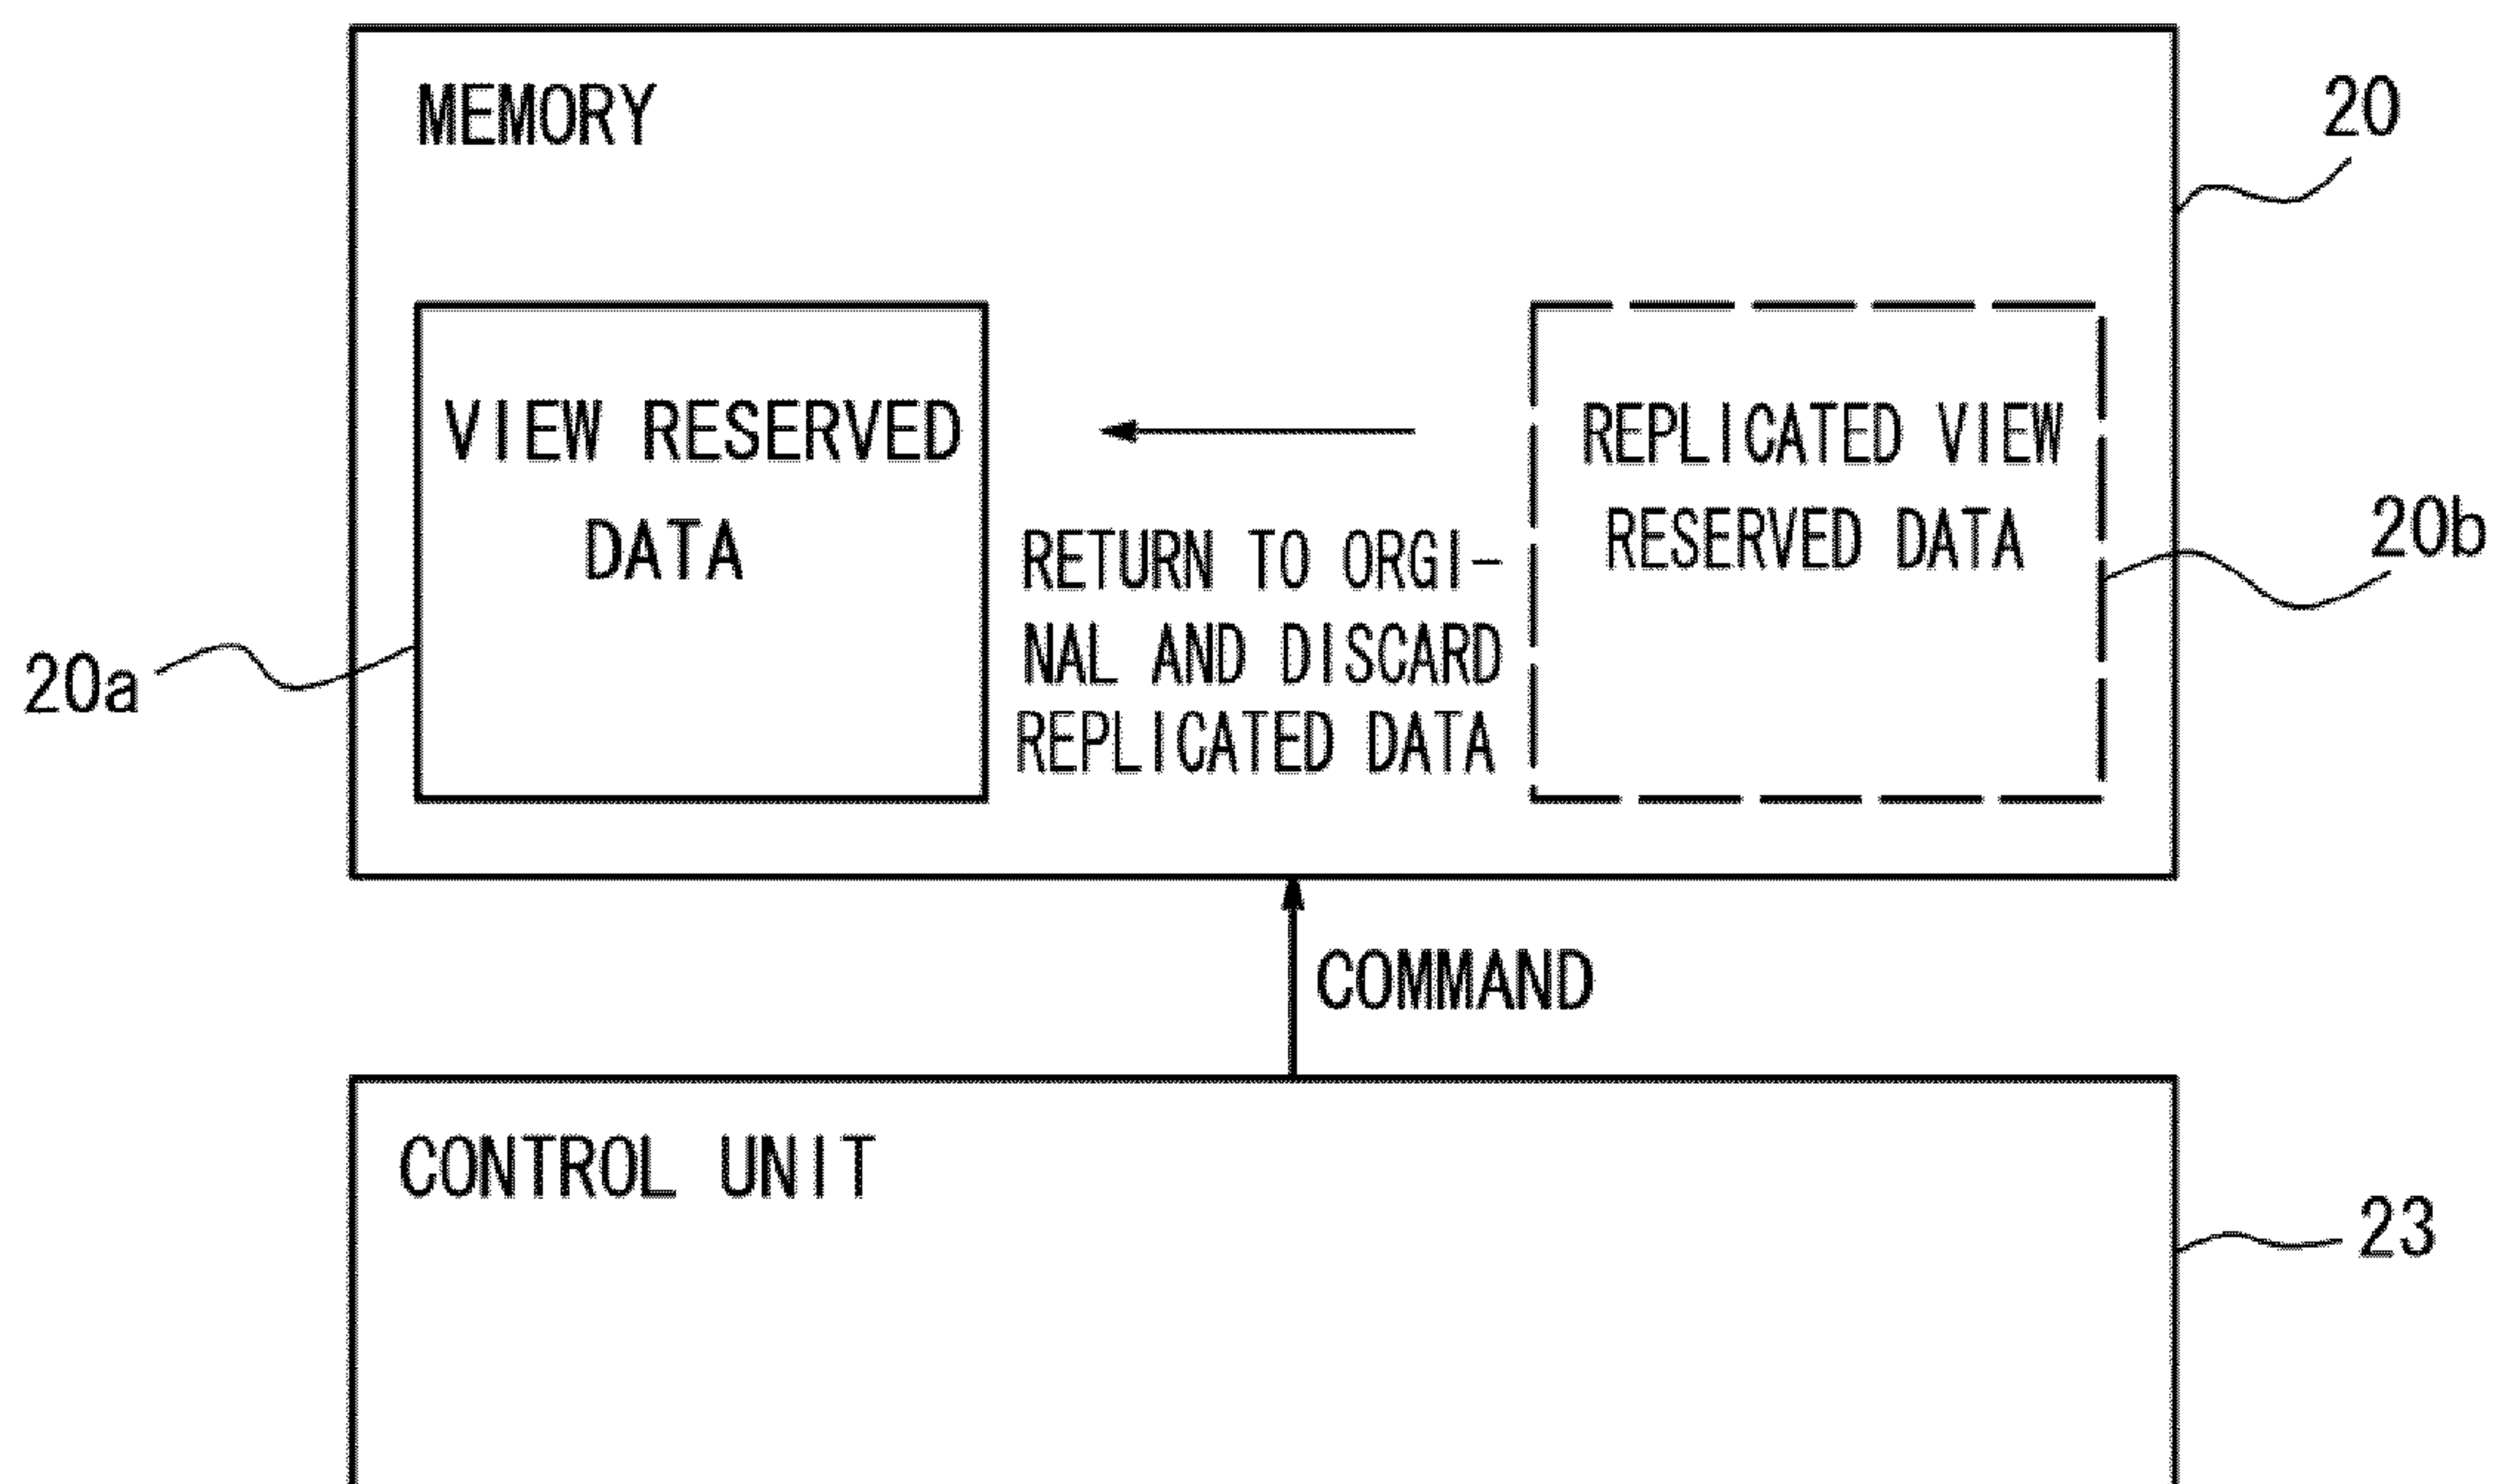 MEMORY
20
VIEW RESERVED
DATA
REPLICATED VIEW
RESERVED DATA
RETURN TO ORGI-
NAL AND DISCARD
REPLICATED DATA
20b
20a
COMMAND
CONTROL UNIT
23